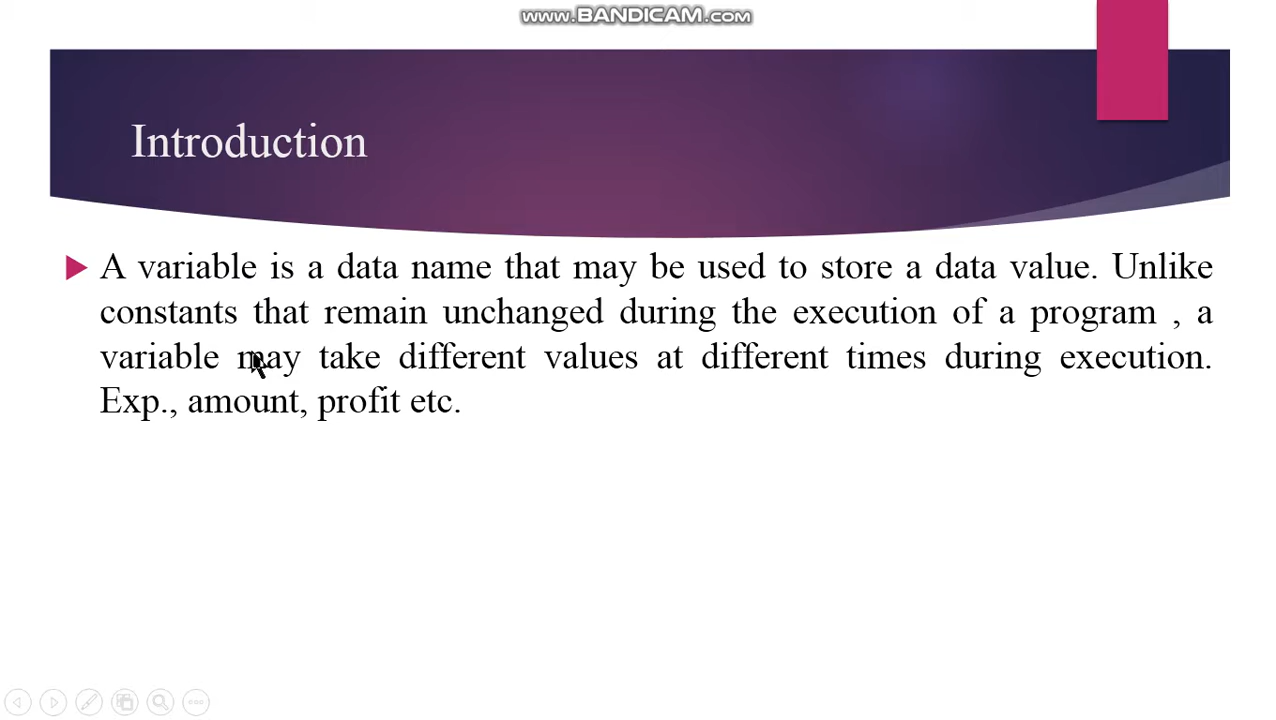 www.BANDICAM.com
Introduction
A variable is a data name that may be used to store a data value. Unlike
constants that remain unchanged during the execution of a program , a
variable may take different values at different times during execution.
Exp., amount, profit etc.